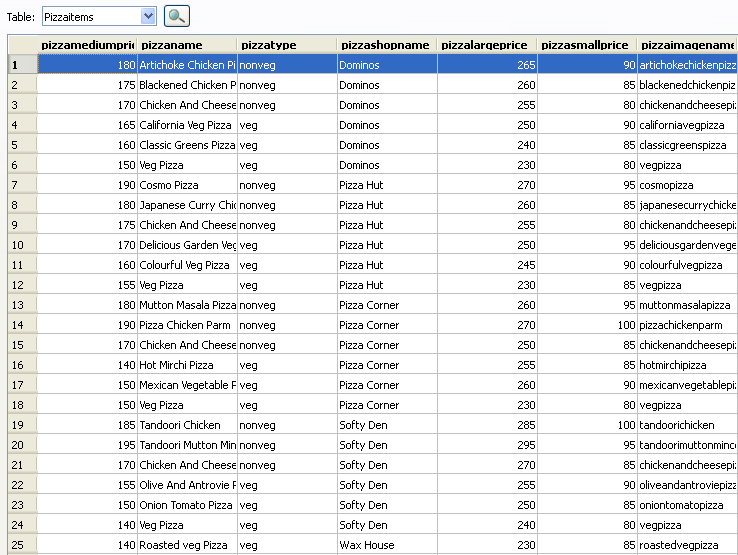 Table: Pizzaitems
pizzamediumpric pizzaname pizzatype pizzashopname pizzalargeprice pizzasmallprice pizzaimagename
1 180 Artichoke Chicken Pi nonveg Dominos 265 90 artichokechickenpizz
2 175 Blackened Chicken P nonveg Dominos 260 85 blackenedchickenpiz
3 170 Chicken And Cheese nonveg Dominos 255 80 chickenandcheesepi
4 165 California Veg Pizza veg Dominos 250 90 californiavegpizza
5 160 Classic Greens Pizza veg Dominos 240 85 classicgreenspizza
6 150 Veg Pizza veg Dominos 230 80 vegpizza
7 190 Cosmo Pizza nonveg Pizza Hut 270 95 cosmopizza
8 180 Japanese Curry Chic nonveg Pizza Hut 260 85 japanesecurrychicke
9 175 Chicken And Cheese nonveg Pizza Hut 255 80 chickenandcheesepi
10 170 Delicious Garden Veg veg Pizza Hut 250 95 deliciousgardenvege
11 160 Colourful Veg Pizza veg Pizza Hut 245 90 colourfulvegpizza
12 155 Veg Pizza veg Pizza Hut 230 85 vegpizza
13 180 Mutton Masala Pizza nonveg Pizza Corner 260 95 muttonmasalapizza
14 190 Pizza Chicken Parm nonveg Pizza Corner 270 100 pizzachickenparm
15 170 Chicken And Cheese nonveg Pizza Corner 250 85 chickenandcheesepi
16 140 Hot Mirchi Pizza veg Pizza Corner 255 85 hotmirchipizza
17 150 Mexican Vegetable P veg Pizza Corner 260 90 mexicanvegetablepi
18 150 Veg Pizza veg Pizza Corner 230 80 vegpizza
19 185 Tandoori Chicken nonveg Softy Den 285 100 tandoorichicken
20 195 Tandoori Mutton Min nonveg Softy Den 295 95 tandoorimuttonminc
21 170 Chicken And Cheese nonveg Softy Den 270 85 chickenandcheesepi
22 155 Olive And Antrovie P veg Softy Den 255 90 oliveandantroviepizz
23 150 Onion Tomato Pizza veg Softy Den 250 85 oniontomatopizza
24 140 Veg Pizza veg Softy Den 240 80 vegpizza
25 140 Roasted veg Pizza veg Wax House 230 85 roastedvegpizza